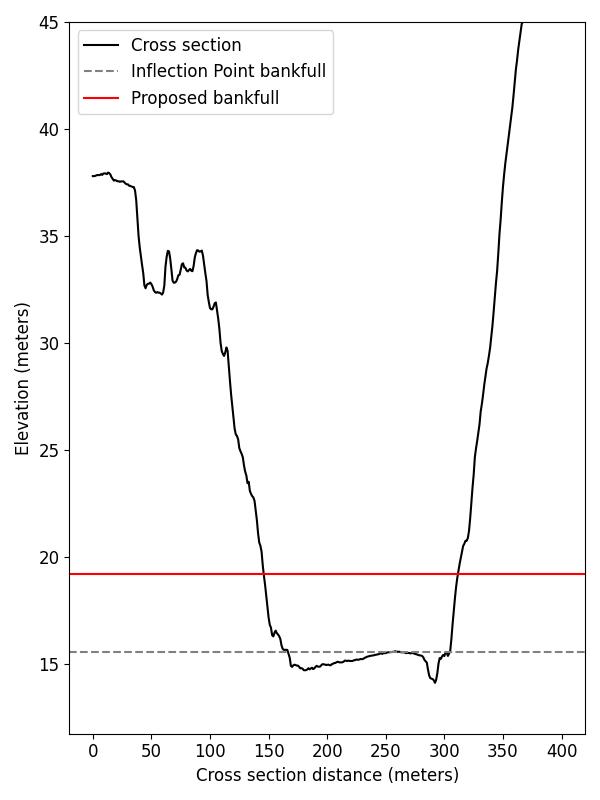 Cross section
Inflection Point bankfull
Proposed bankfull
45
40
35
30
25
20
15
Elevation (meters)
0 50 100 150 200 250 300 350 400
Cross section distance (meters)